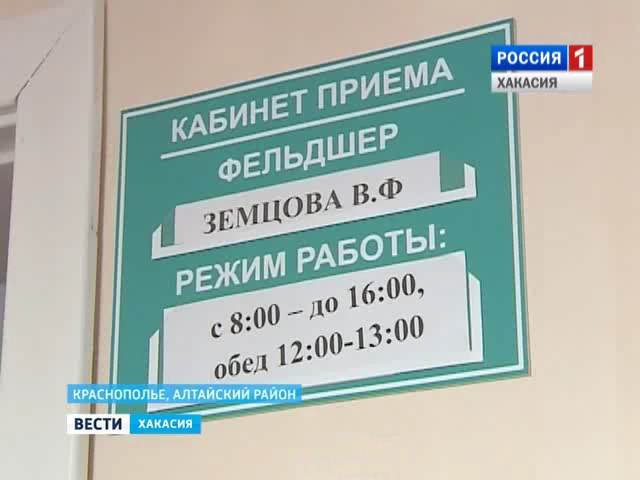 РОССИЯ 1
ХАКАСИЯ
КАБИНЕТ ПРИЕМА
ФЕЛЬДШЕР
ЗЕМЦОВА В.Ф
РЕЖИМ РАБОТЫ:
с 8:00 – до 16:00,
обед 12:00-13:00
КРАСНОПОЛЬЕ, АЛТАЙСКИЙ РАЙОН
ВЕСТИ ХАКАСИЯ